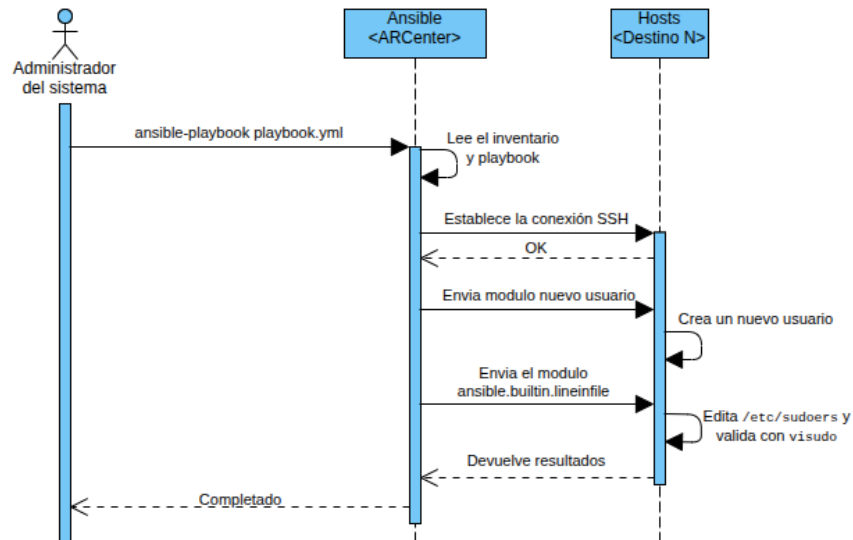 Administrador
del sistema
Ansible
<ARCenter>
Hosts
<Destino N>
ansible-playbook playbook.yml
Lee el inventario
y playbook
Establece la conexión SSH
OK
Envia modulo nuevo usuario
Crea un nuevo usuario
Envia el modulo
ansible.builtin.lineinfile
Edita /etc/sudoers y
valida con visudo
Devuelve resultados
Completado